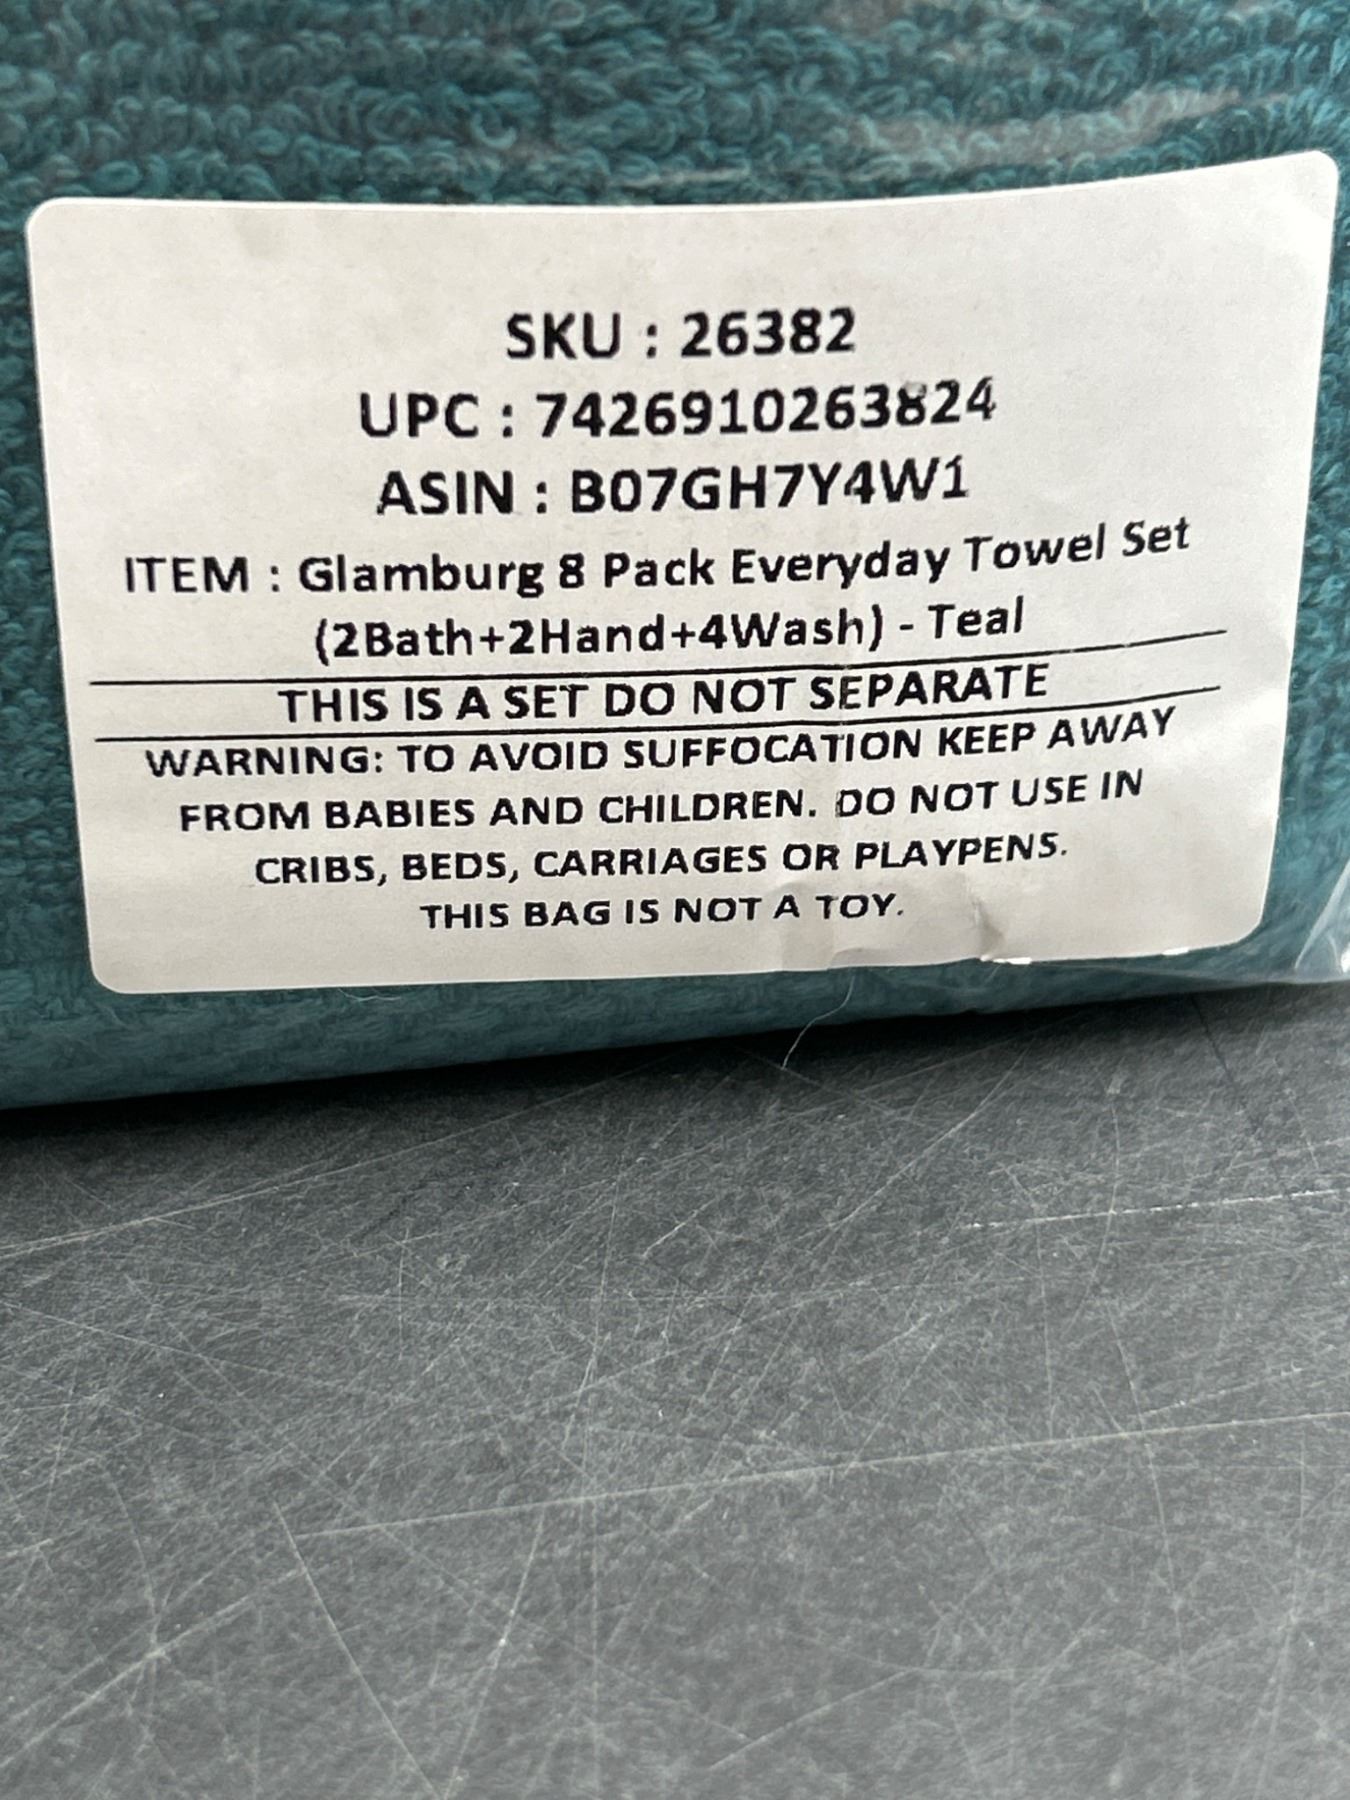 SKU : 26382
UPC : 7426910263824
ASIN : B07GH7Y4W1
ITEM : Glamburg 8 Pack Everyday Towel Set
(2Bath+2Hand+4Wash) - Teal
THIS IS A SET DO NOT SEPARATE
WARNING: TO AVOID SUFFOCATION KEEP AWAY
FROM BABIES AND CHILDREN. DO NOT USE IN
CRIBS, BEDS, CARRIAGES OR PLAYPENS.
THIS BAG IS NOT A TOY.